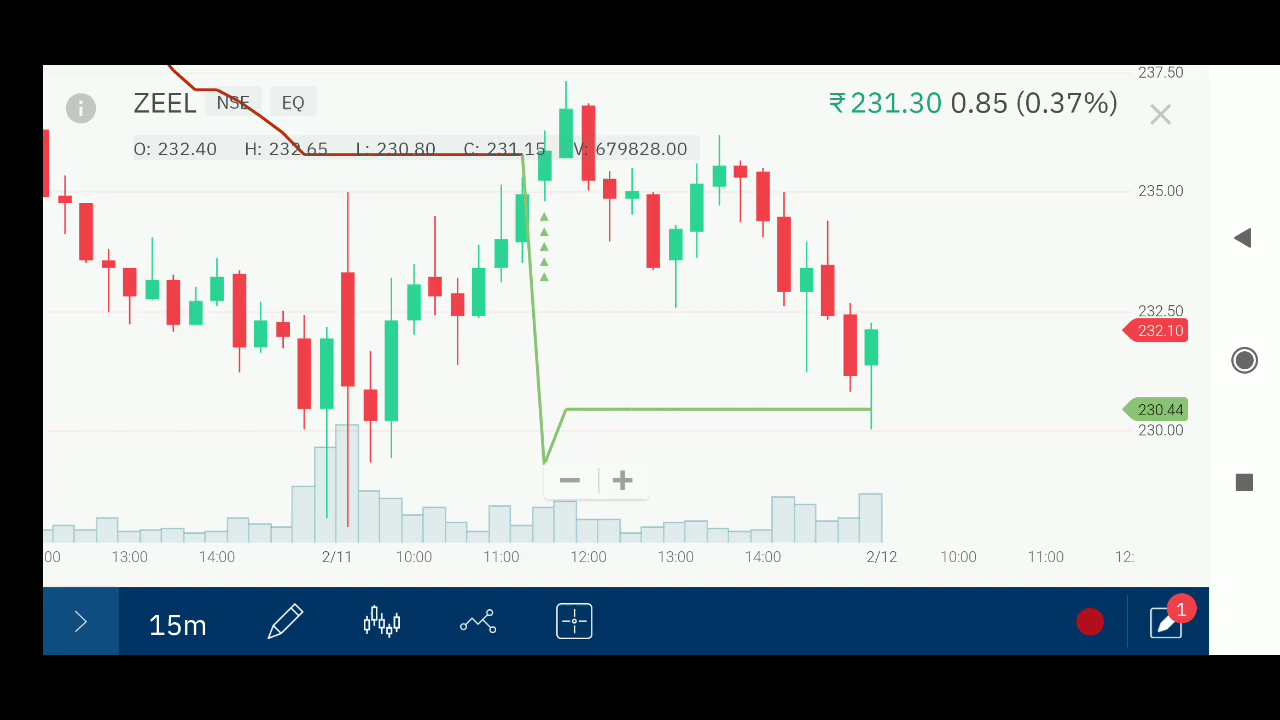 237.50
ZEEL NSE EQ
₹231.30 0.85 (0.37%)
O: 232.40 H: 232.65 L: 230.80 C: 231.15 V: 679828.00
235.00
232.50
232.10
230.44
230.00
:00 13:00 14:00 2/11 10:00 11:00 12:00 13:00 14:00 2/12 10:00 11:00 12:
15m
1